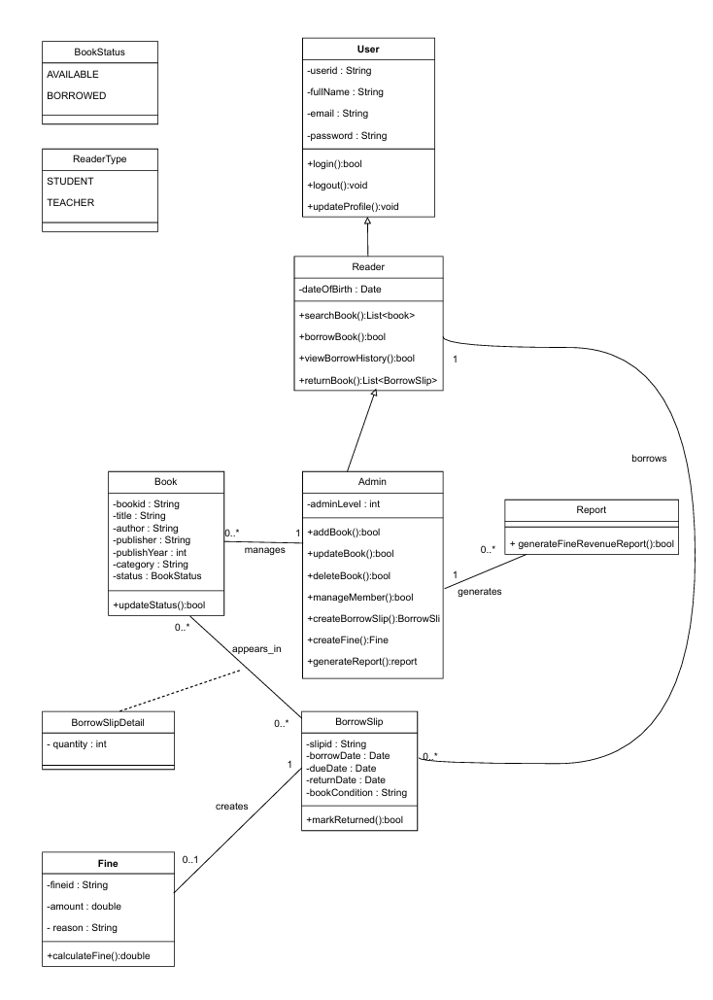 BookStatus
AVAILABLE
BORROWED
ReaderType
STUDENT
TEACHER
User
-userid : String
-fullName : String
-email : String
-password : String
+login():bool
+logout():void
+updateProfile():void
Reader
-dateOfBirth : Date
+searchBook():List<book>
+borrowBook():bool
+viewBorrowHistory():bool
+returnBook():List<BorrowSlip>
1
borrows
0..*
Book
-bookid : String
-title : String
-author : String
-publisher : String
-publishYear : int
-category : String
-status : BookStatus
+updateStatus():bool
0..*
manages
1
Admin
-adminLevel : int
+addBook():bool
+updateBook():bool
+deleteBook():bool
+manageMember():bool
+createBorrowSlip():BorrowSli
+createFine():Fine
+generateReport():report
1
generates
0..*
Report
+ generateFineRevenueReport():bool
0..*
appears_in
0..*
BorrowSlipDetail
- quantity : int
BorrowSlip
-slipid : String
-borrowDate : Date
-dueDate : Date
-returnDate : Date
-bookCondition : String
+markReturned():bool
1
creates
0..1
Fine
-fineid : String
-amount : double
- reason : String
+calculateFine():double